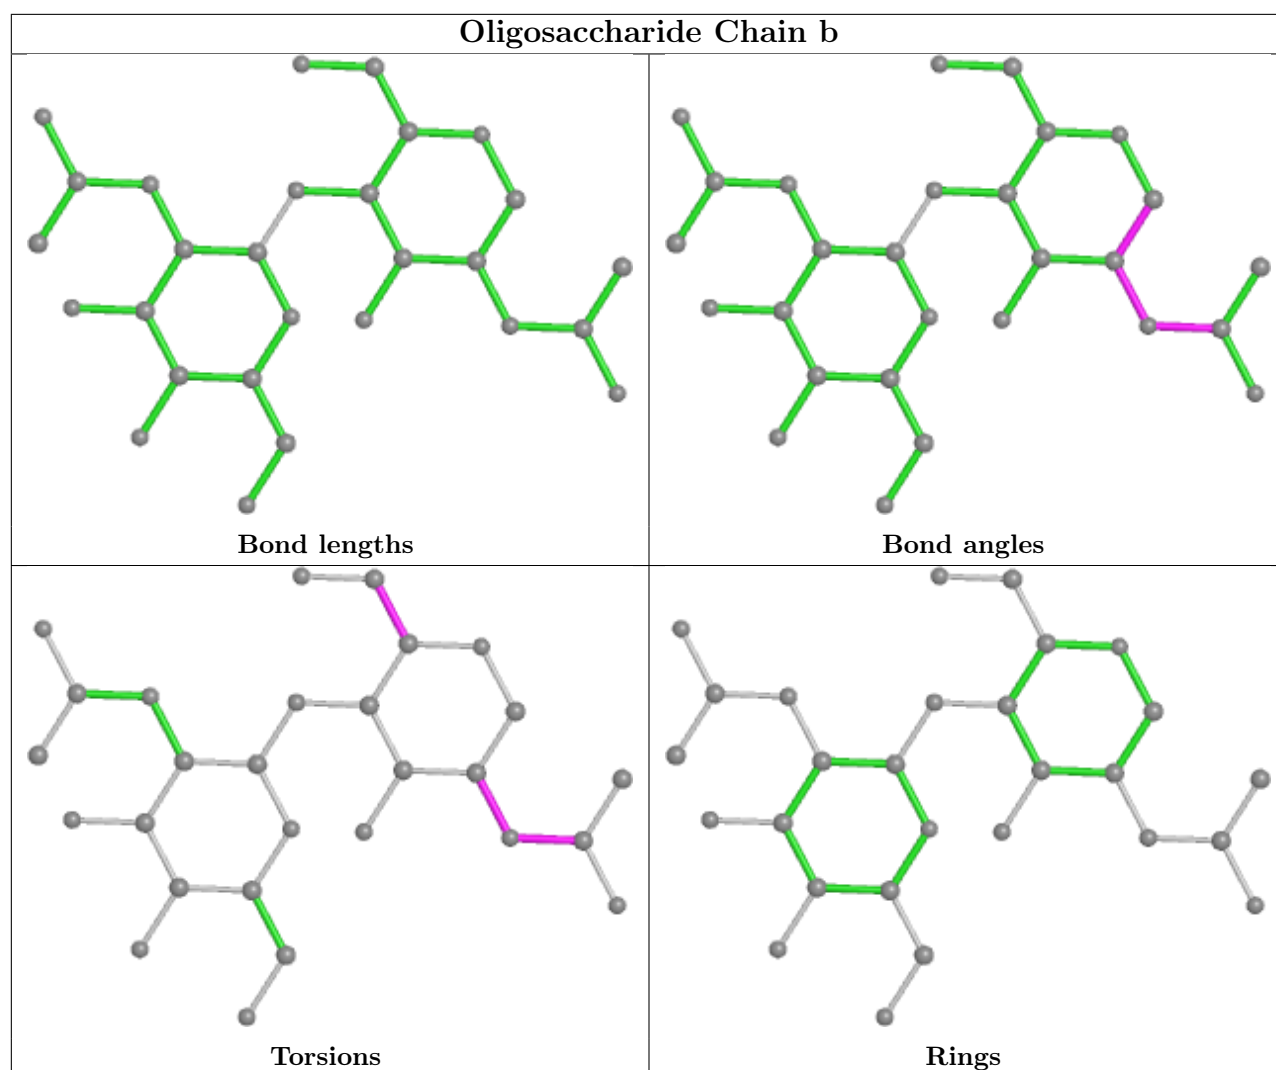 Oligosaccharide Chain b
Bond lengths
Bond angles
Torsions
Rings